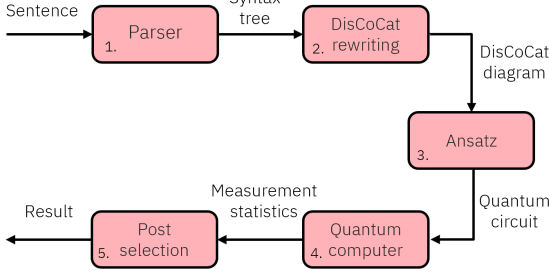 Sentence
Parser
1.
Syntax
tree
DisCoCat
rewriting
2.
DisCoCat
diagram
Ansatz
3.
Quantum
circuit
Quantum
computer
4.
Measurement
statistics
Post
selection
5.
Result